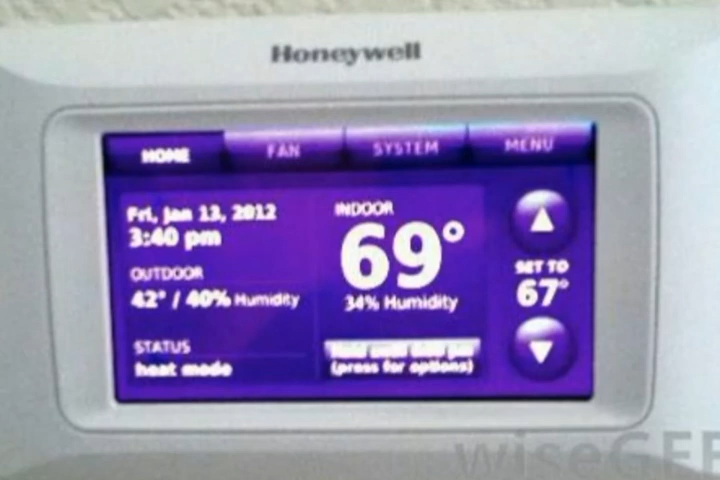 Honeywell
HOME FAN SYSTEM MENU
Fri, Jan 13, 2012
3:40 pm
OUTDOOR
42° / 40% Humidity
STATUS
heat mode
INDOOR
69°
34% Humidity
(press for options)
SET TO
67°
wiseGEE